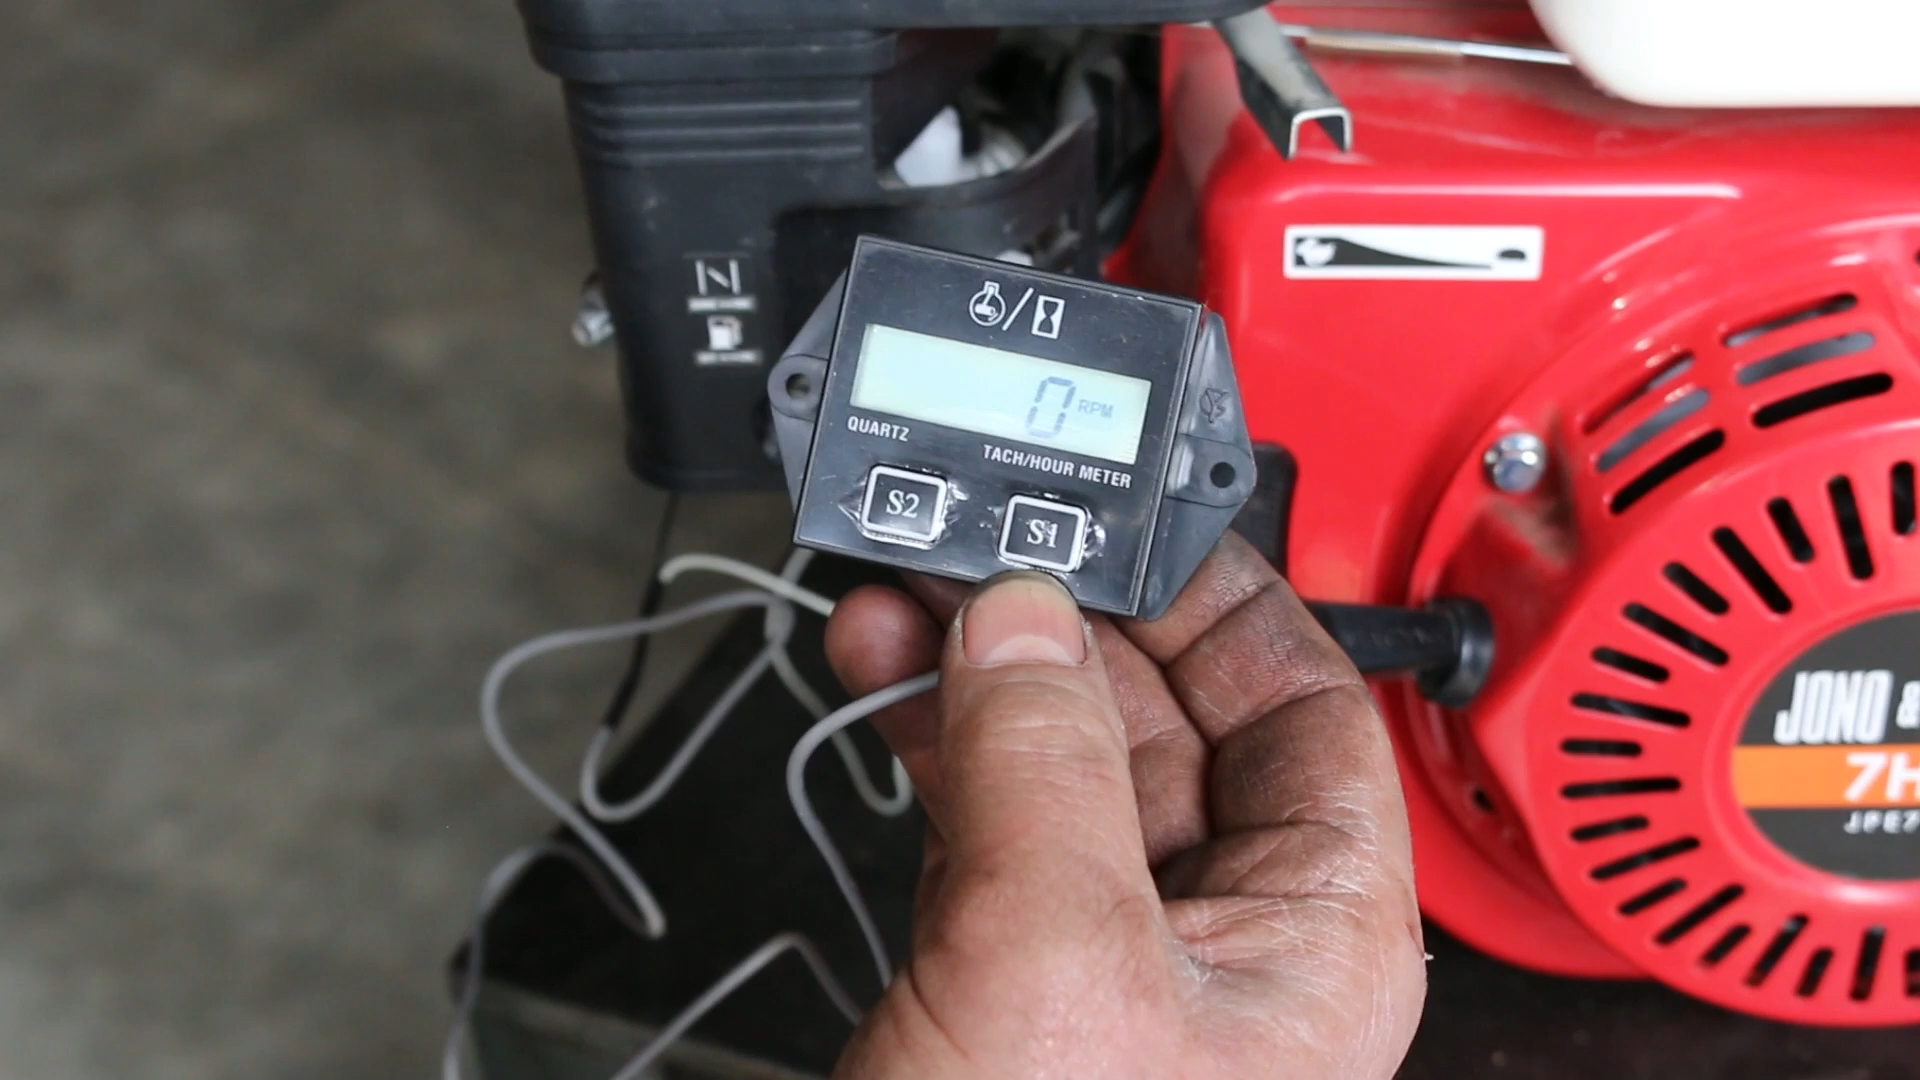 0 RPM
QUARTZ
TACH/HOUR METER
S2
S1
JONO &
7H